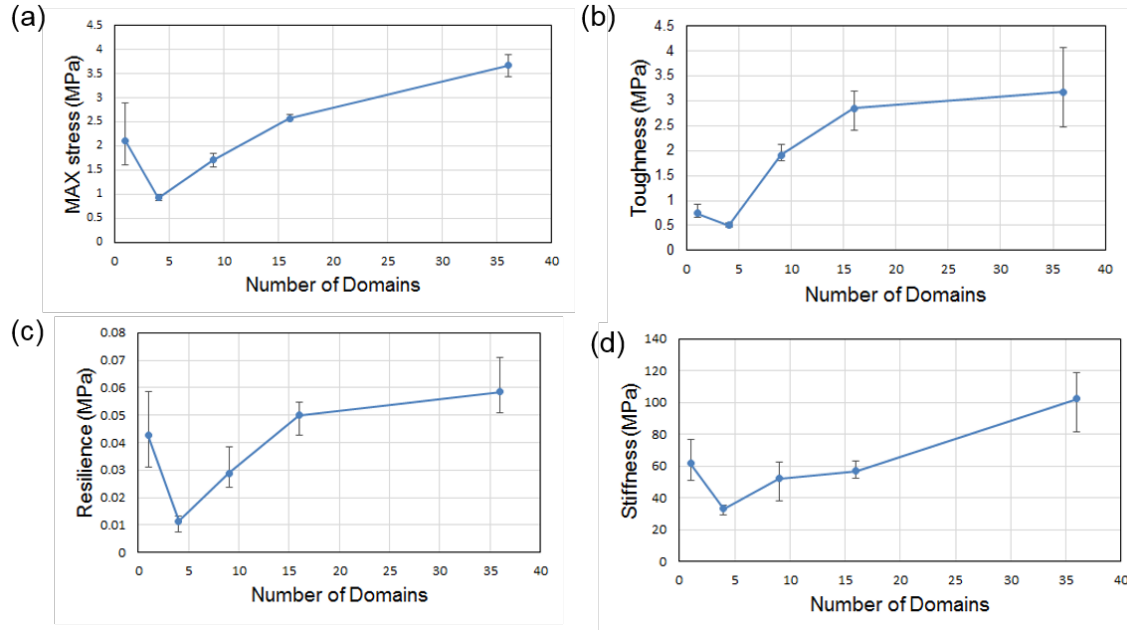 (a)
MAX stress (MPa)
4.5
4
3.5
3
2.5
2
1.5
1
0.5
0
0 5 10 15 20 25 30 35 40
Number of Domains
(b)
Toughness (MPa)
4.5
4
3.5
3
2.5
2
1.5
1
0.5
0
0 5 10 15 20 25 30 35 40
Number of Domains
(c)
Resilience (MPa)
0.08
0.07
0.06
0.05
0.04
0.03
0.02
0.01
0
0 5 10 15 20 25 30 35 40
Number of Domains
(d)
Stiffness (MPa)
140
120
100
80
60
40
20
0
0 5 10 15 20 25 30 35 40
Number of Domains